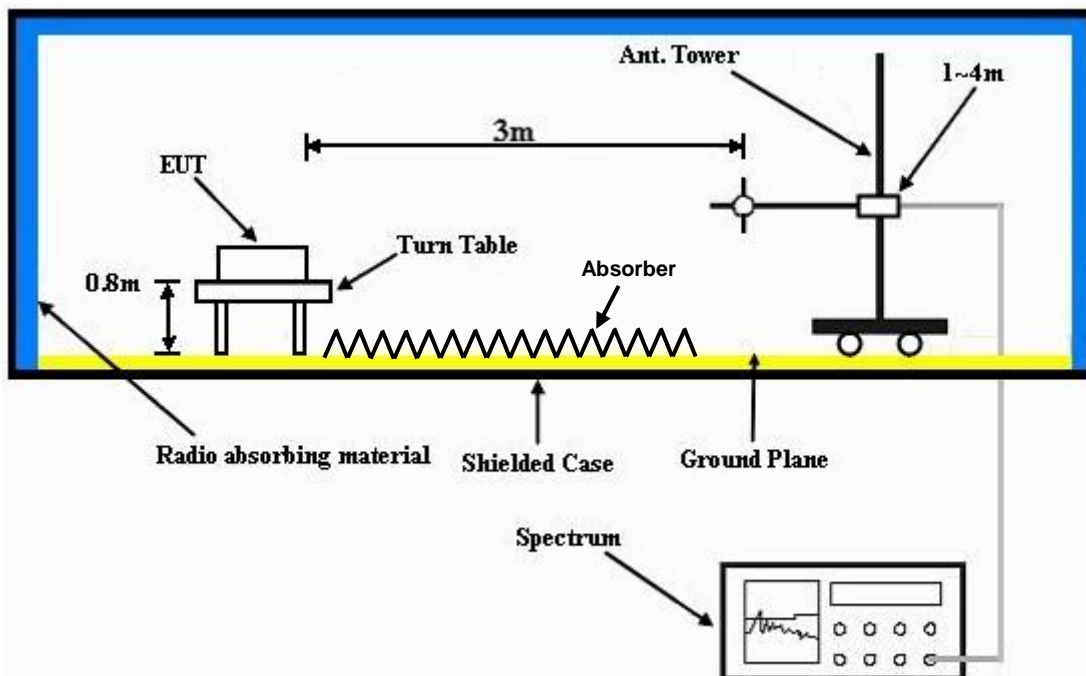 Ant. Tower
1~4m
3m
EUT
Turn Table
0.8m
Absorber
Radio absorbing material
Shielded Case
Ground Plane
Spectrum